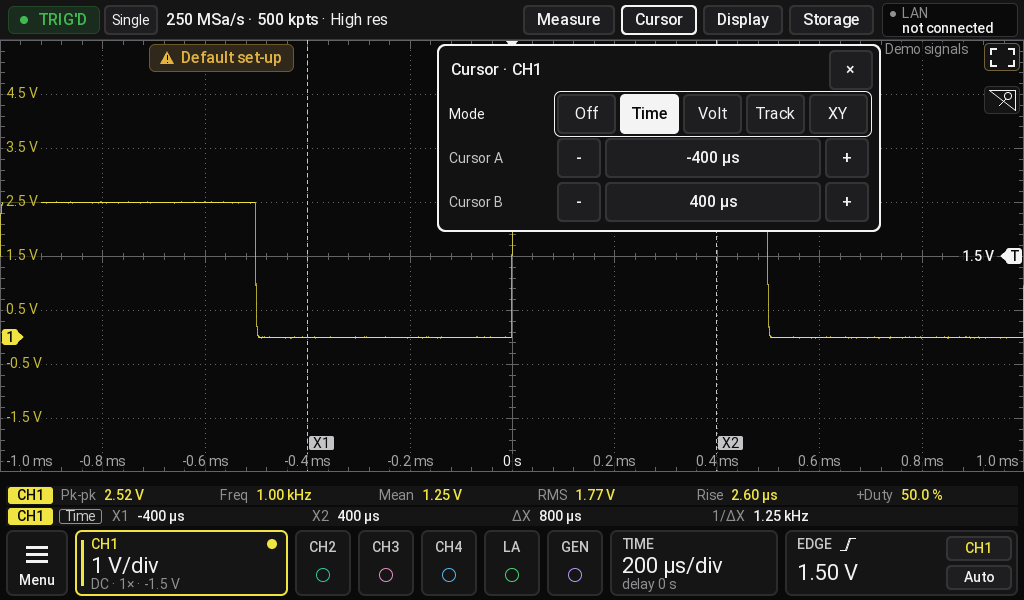 TRIG'D
Single
250 MSa/s · 500 kpts · High res
Measure
Cursor
Display
Storage
LAN
not connected
Default set-up
Demo signals
Cursor · CH1
×
Mode
Off
Time
Volt
Track
XY
Cursor A
-
-400 µs
+
Cursor B
-
400 µs
+
4.5 V
3.5 V
2.5 V
1.5 V
0.5 V
-0.5 V
-1.5 V
1
1.5 V
T
X1
X2
-1.0 ms
-0.8 ms
-0.6 ms
-0.4 ms
-0.2 ms
0 s
0.2 ms
0.4 ms
0.6 ms
0.8 ms
1.0 ms
CH1 Pk-pk 2.52 V Freq 1.00 kHz Mean 1.25 V RMS 1.77 V Rise 2.60 µs +Duty 50.0 %
CH1 Time X1 -400 µs X2 400 µs ΔX 800 µs 1/ΔX 1.25 kHz
Menu
CH1
1 V/div
DC · 1× · -1.5 V
CH2
CH3
CH4
LA
GEN
TIME
200 µs/div
delay 0 s
EDGE
1.50 V
CH1
Auto